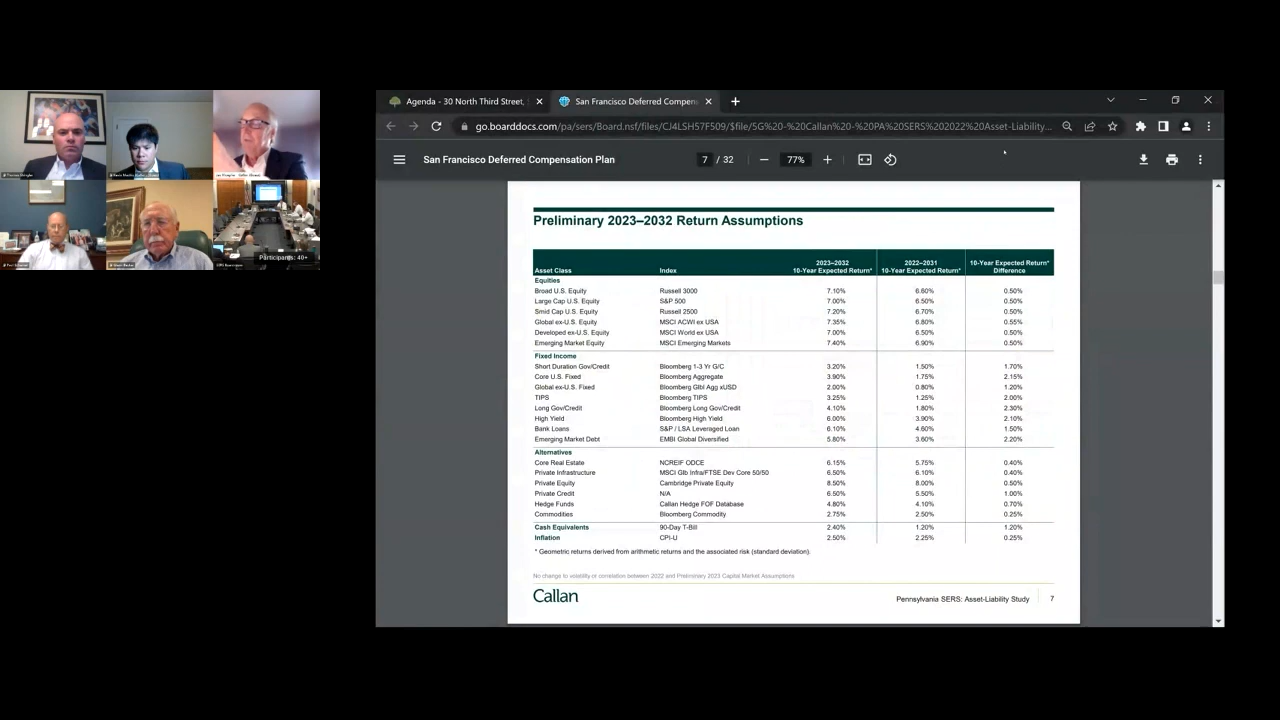 Agenda - 30 North Third Street,
San Francisco Deferred Compen
go.boarddocs.com/pa/sers/Board.nsf/files/CJ4LSH57F509/$file/5G%20-%20Callan%20-%20PA%20SERS%202022%20Asset-Liability...
San Francisco Deferred Compensation Plan
7 / 32
77%
Participants: 40+
Preliminary 2023–2032 Return Assumptions
Asset Class Index 2023–2032 10-Year Expected Return* 2022–2031 10-Year Expected Return* 10-Year Expected Return* Difference
Equities
Broad U.S. Equity Russell 3000 7.10% 6.60% 0.50%
Large Cap U.S. Equity S&P 500 7.00% 6.50% 0.50%
Smid Cap U.S. Equity Russell 2500 7.20% 6.70% 0.50%
Global ex-U.S. Equity MSCI ACWI ex USA 7.35% 6.80% 0.55%
Developed ex-U.S. Equity MSCI World ex USA 7.00% 6.50% 0.50%
Emerging Market Equity MSCI Emerging Markets 7.40% 6.90% 0.50%
Fixed Income
Short Duration Gov/Credit Bloomberg 1-3 Yr G/C 3.20% 1.50% 1.70%
Core U.S. Fixed Bloomberg Aggregate 3.90% 1.75% 2.15%
Global ex-U.S. Fixed Bloomberg Glbl Agg xUSD 2.00% 0.80% 1.20%
TIPS Bloomberg TIPS 3.25% 1.25% 2.00%
Long Gov/Credit Bloomberg Long Gov/Credit 4.10% 1.80% 2.30%
High Yield Bloomberg High Yield 6.00% 3.90% 2.10%
Bank Loans S&P / LSA Leveraged Loan 6.10% 4.60% 1.50%
Emerging Market Debt EMBI Global Diversified 5.80% 3.60% 2.20%
Alternatives
Core Real Estate NCREIF ODCE 6.15% 5.75% 0.40%
Private Infrastructure MSCI Glb Infra/FTSE Dev Core 50/50 6.50% 6.10% 0.40%
Private Equity Cambridge Private Equity 8.50% 8.00% 0.50%
Private Credit N/A 6.50% 5.50% 1.00%
Hedge Funds Callan Hedge FOF Database 4.80% 4.10% 0.70%
Commodities Bloomberg Commodity 2.75% 2.50% 0.25%
Cash Equivalents 90-Day T-Bill 2.40% 1.20% 1.20%
Inflation CPI-U 2.50% 2.25% 0.25%
* Geometric returns derived from arithmetic returns and the associated risk (standard deviation).
No change to volatility or correlation between 2022 and Preliminary 2023 Capital Market Assumptions
Callan
Pennsylvania SERS: Asset-Liability Study 7